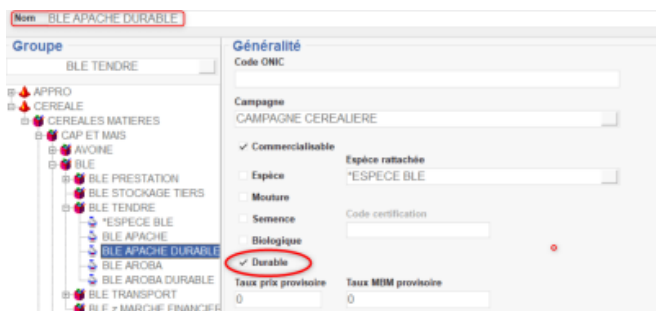 Nom BLE APACHE DURABLE
Groupe
BLE TENDRE
APPRO
CEREALE
CEREALES MATIERES
CAP ET MAIS
AVOINE
BLE
BLE PRESTATION
BLE STOCKAGE TIERS
BLE TENDRE
*ESPECE BLE
BLE APACHE
BLE APACHE DURABLE
BLE AROBA
BLE AROBA DURABLE
BLE TRANSPORT
BLE z MARCHE FINANCIER
Généralité
Code ONIC
Campagne
CAMPAGNE CEREALIERE
Commercialisable
Espèce rattachée
Espèce
*ESPECE BLE
Mouture
Semence
Code certification
Biologique
Durable
Taux prix provisoire Taux MBM provisoire
0 0